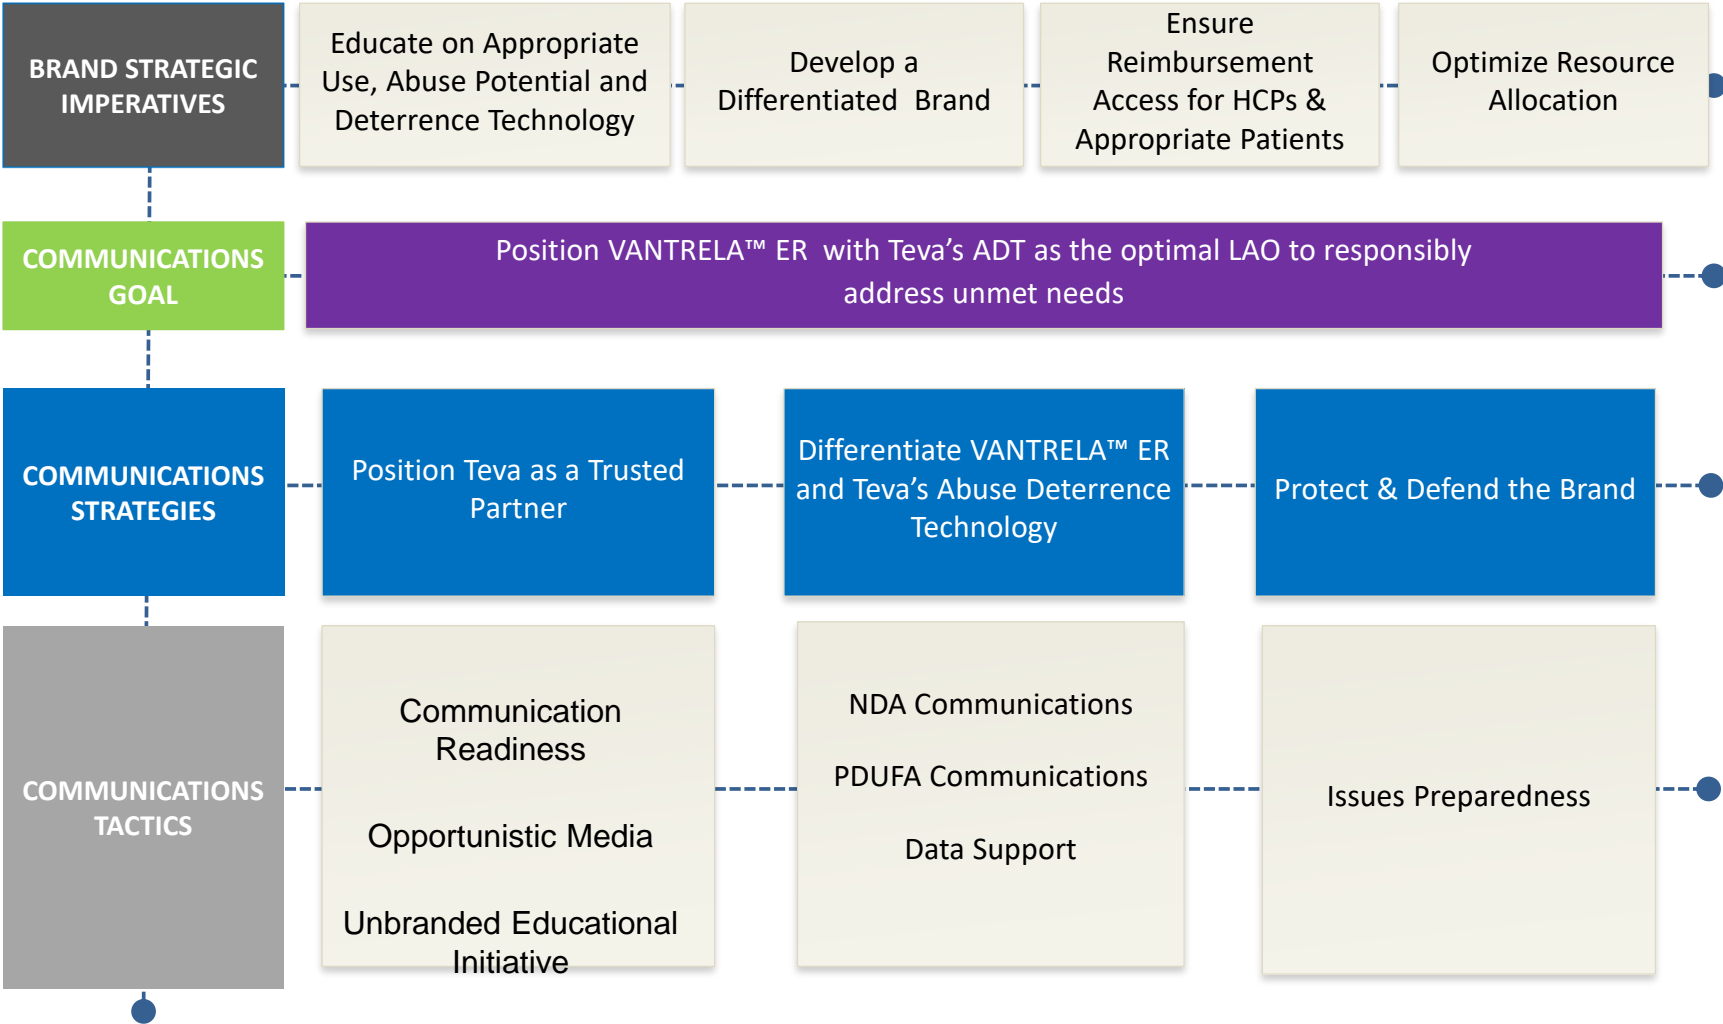 BRAND STRATEGIC
IMPERATIVES
Educate on Appropriate
Use, Abuse Potential and
Deterrence Technology
Develop a
Differentiated Brand
Ensure
Reimbursement
Access for HCPs &
Appropriate Patients
Optimize Resource
Allocation
COMMUNICATIONS
GOAL
Position VANTRELA™ ER with Teva’s ADT as the optimal LAO to responsibly
address unmet needs
COMMUNICATIONS
STRATEGIES
Position Teva as a Trusted
Partner
Differentiate VANTRELA™ ER
and Teva’s Abuse Deterrence
Technology
Protect & Defend the Brand
COMMUNICATIONS
TACTICS
Communication
Readiness
Opportunistic Media
Unbranded Educational
Initiative
NDA Communications
PDUFA Communications
Data Support
Issues Preparedness